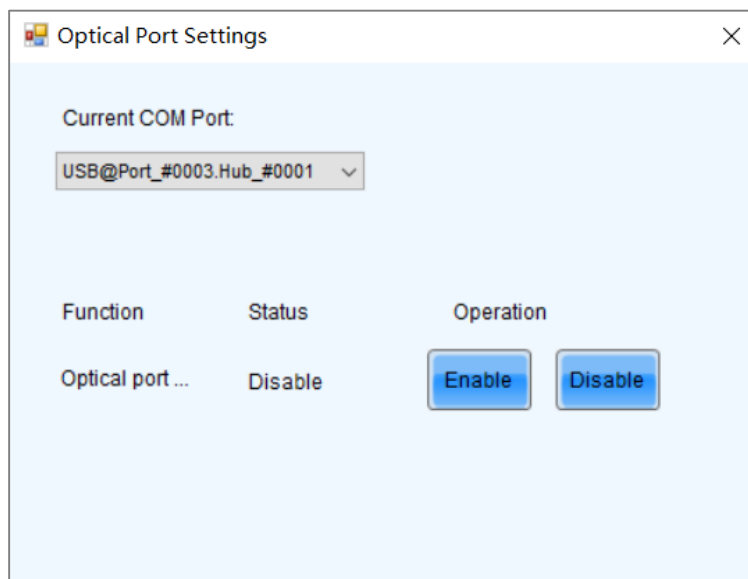 Optical Port Settings
Current COM Port:
USB@Port_#0003.Hub_#0001
Function Status Operation
Optical port ... Disable Enable Disable